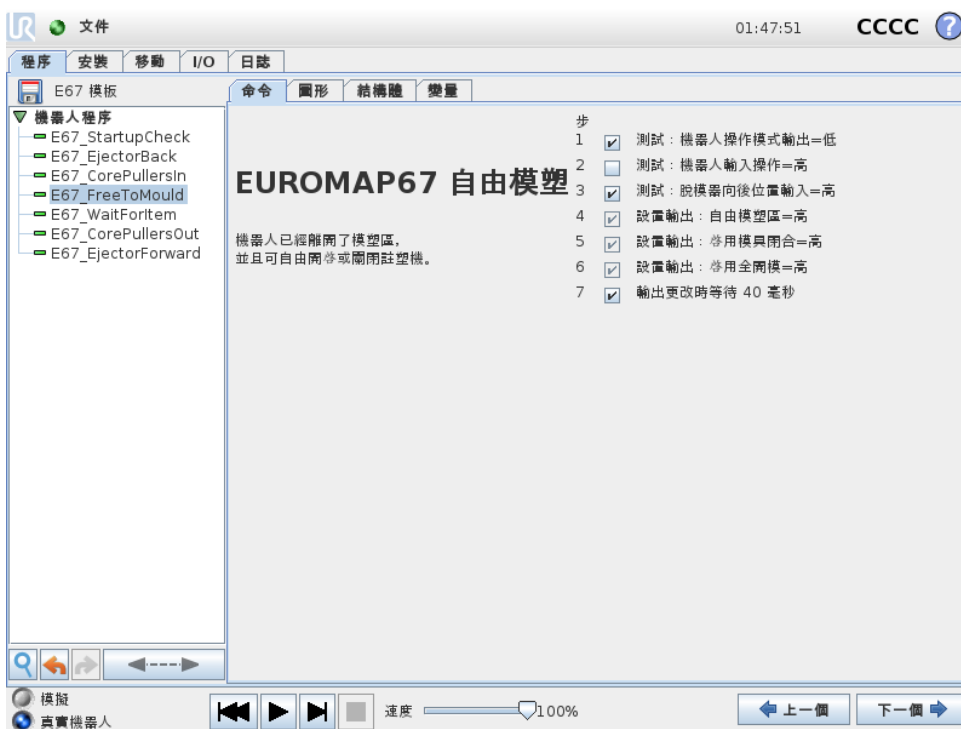 UR 文件 01:47:51 CCCC ?
程序 安裝 移動 I/O 日誌
E67 模板
命令 圖形 結構體 變量
機器人程序
E67_StartupCheck
E67_EjectorBack
E67_CorePullersIn
E67_FreeToMould
E67_WaitForItem
E67_CorePullersOut
E67_EjectorForward
EUROMAP67 自由模塑
機器人已經離開了模塑區，
並且可自由開啓或關閉註塑機。
步
1 測試：機器人操作模式輸出=低
2 測試：機器人輸入操作=高
3 測試：脫模器向後位置輸入=高
4 設置輸出：自由模塑區=高
5 設置輸出：啓用模具閉合=高
6 設置輸出：啓用全開模=高
7 輸出更改時等待 40 毫秒
模擬
真實機器人
速度 100%
上一個 下一個